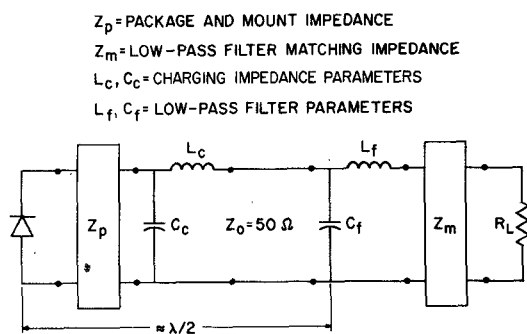 Zp = PACKAGE AND MOUNT IMPEDANCE
Zm = LOW-PASS FILTER MATCHING IMPEDANCE
Lc, Cc = CHARGING IMPEDANCE PARAMETERS
Lf, Cf = LOW-PASS FILTER PARAMETERS
Lc
Lf
Zp
Cc
Zo = 50 Ω
Cf
Zm
RL
*
≈ λ/2